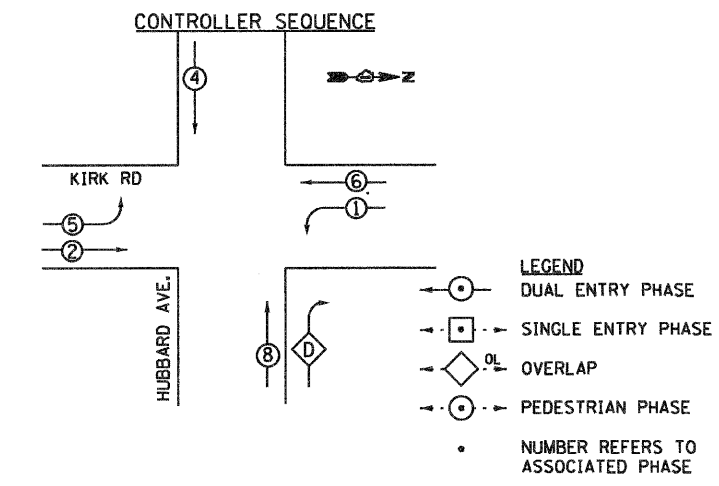 CONTROLLER SEQUENCE
4
N
KIRK RD
6
1
5
2
HUBBARD AVE.
8
D
LEGEND
DUAL ENTRY PHASE
SINGLE ENTRY PHASE
OL
OVERLAP
PEDESTRIAN PHASE
NUMBER REFERS TO
ASSOCIATED PHASE